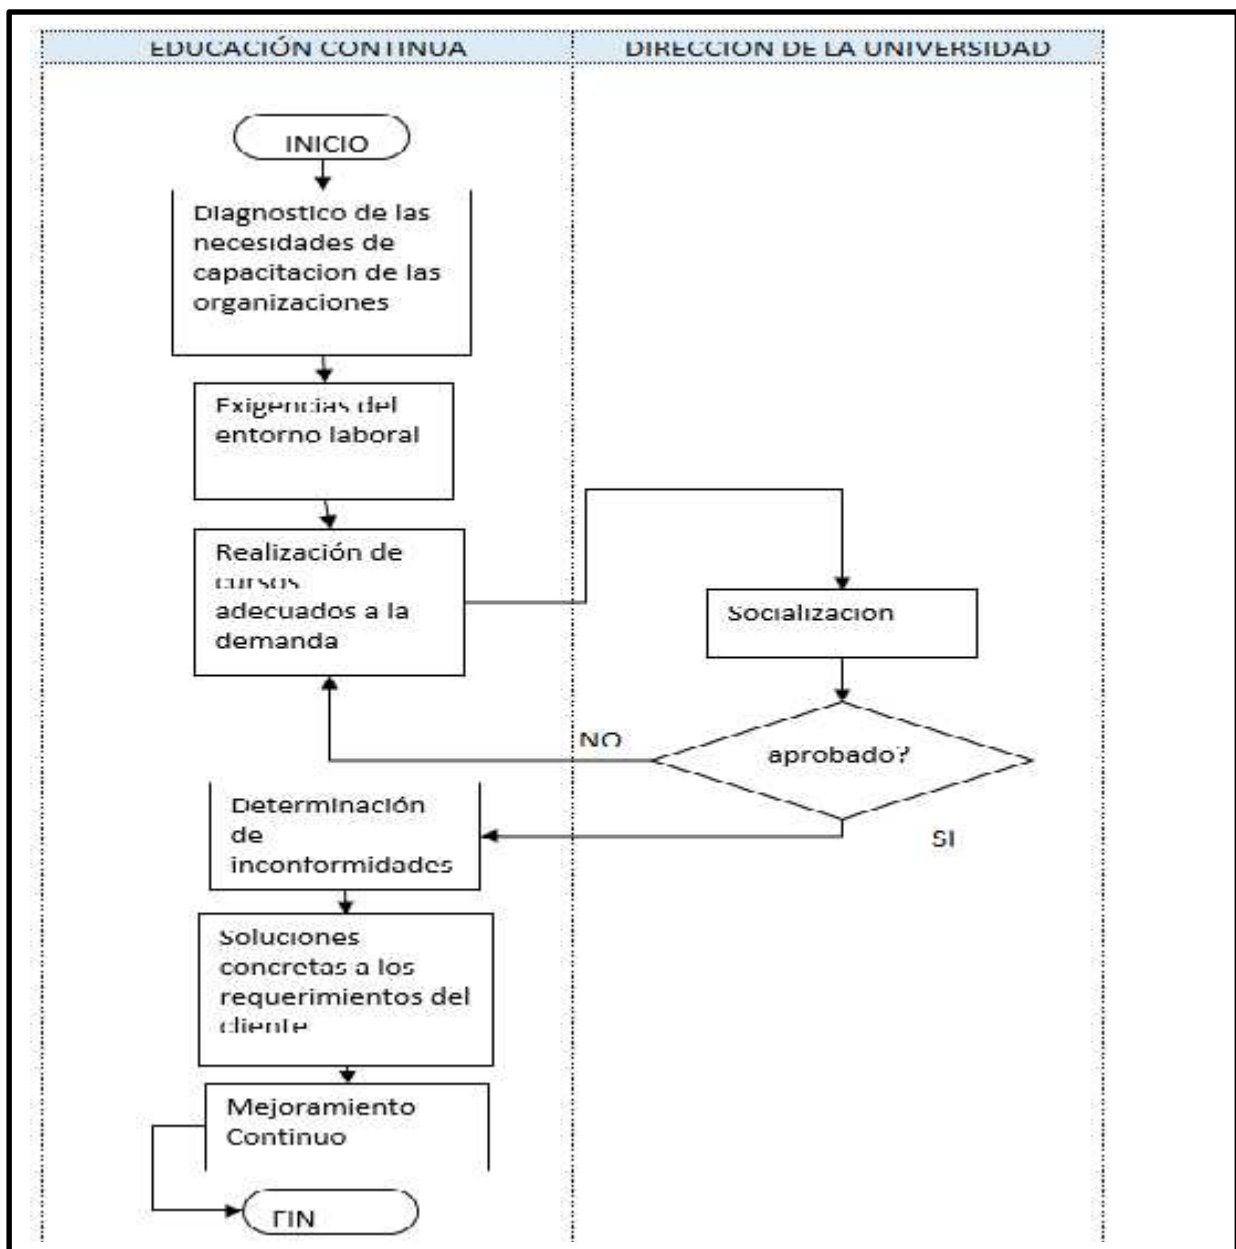 EDUCACIÓN CONTINUA
DIRECCION DE LA UNIVERSIDAD
INICIO
Diagnostico de las
necesidades de
capacitacion de las
organizaciones
Exigencias del
entorno laboral
Realización de
cursos
adecuados a la
demanda
Socialización
NO
aprobado?
SI
Determinación
de
inconformidades
Soluciones
concretas a los
requerimientos del
cliente
Mejoramiento
Continuo
FIN